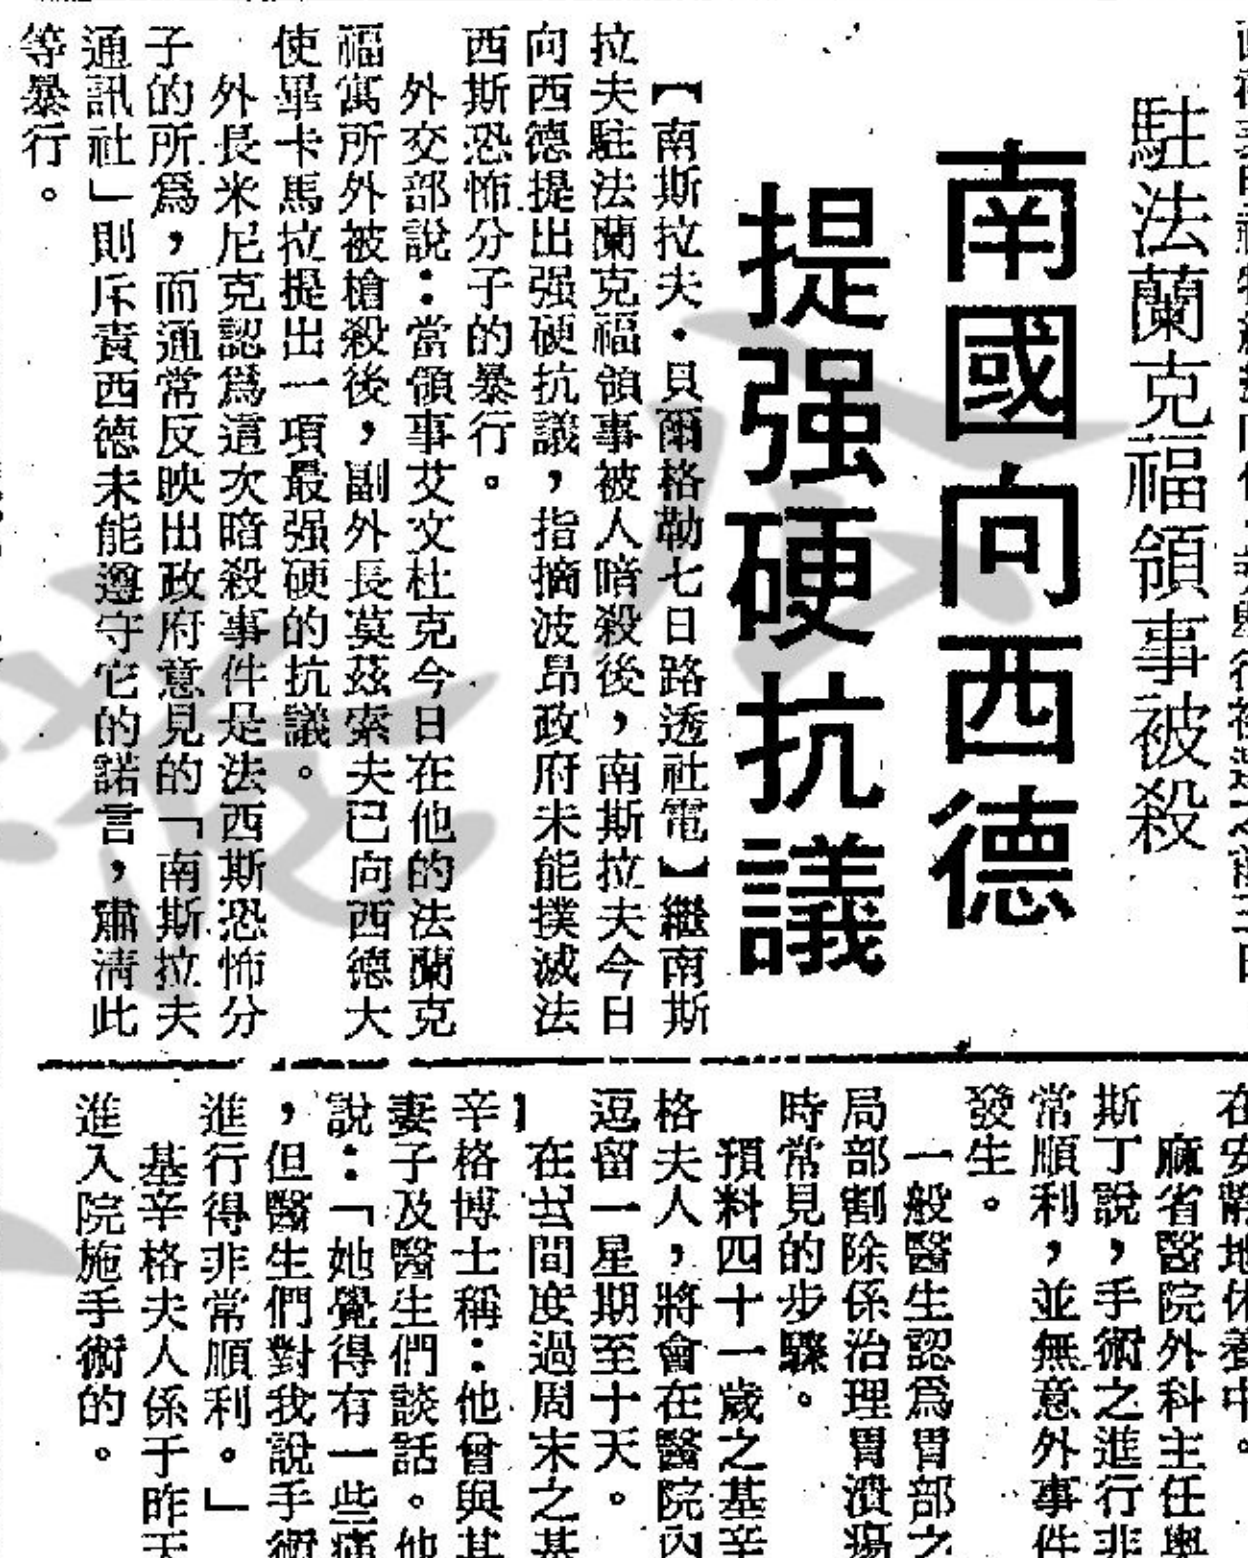 駐法蘭克福領事被殺
南國向西德
提强硬抗議
【南斯拉夫·貝爾格勒七日路透社電】繼南斯
拉夫駐法蘭克福領事被人暗殺後，南斯拉夫今日
向西德提出强硬抗議，指摘波昂政府未能撲滅法
西斯恐怖分子的暴行。
外交部說：當領事艾文杜克今日在他的法蘭克
福寓所外被槍殺後，副外長莫茲索夫已向西德大
使畢卡馬拉提出一項最强硬的抗議。
外長米尼克認爲這次暗殺事件是法西斯恐怖分
子的所爲，而通常反映出政府意見的「南斯拉夫
通訊社」則斥責西德未能遵守它的諾言，肅清此
等暴行。
在安靜地休養中。
麻省醫院外科主任奧
斯丁說，手術之進行非
常順利，並無意外事件
發生。
一般醫生認爲胃部之
局部割除係治理胃潰瘍
時常見的步驟。
預料四十一歲之基辛
格夫人，將會在醫院內
逗留一星期至十天。
在此間度過周末之基
辛格博士稱：他曾與其
妻子及醫生們談話。他
說：「她覺得有一些痛
，但醫生們對我說手術
進行得非常順利。」
基辛格夫人係于昨天
進入院施手術的。